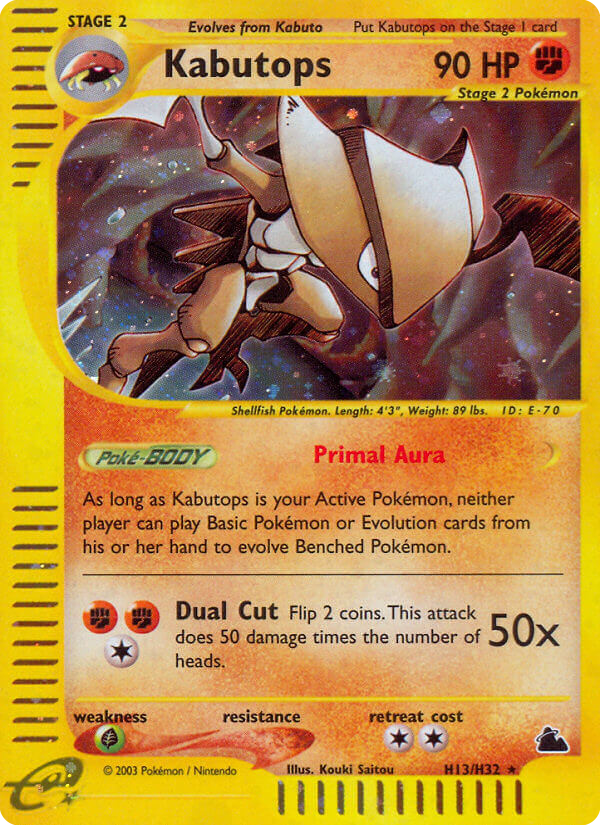 STAGE 2
Evolves from Kabuto
Put Kabutops on the Stage 1 card
Kabutops
90 HP
Stage 2 Pokémon
Shellfish Pokémon. Length: 4'3", Weight: 89 lbs. ID: E-70
Poké-BODY
Primal Aura
As long as Kabutops is your Active Pokémon, neither
player can play Basic Pokémon or Evolution cards from
his or her hand to evolve Benched Pokémon.
Dual Cut Flip 2 coins. This attack
does 50 damage times the number of
heads.
50x
weakness
resistance
retreat cost
© 2003 Pokémon / Nintendo
Illus. Kouki Saitou
H13/H32
e